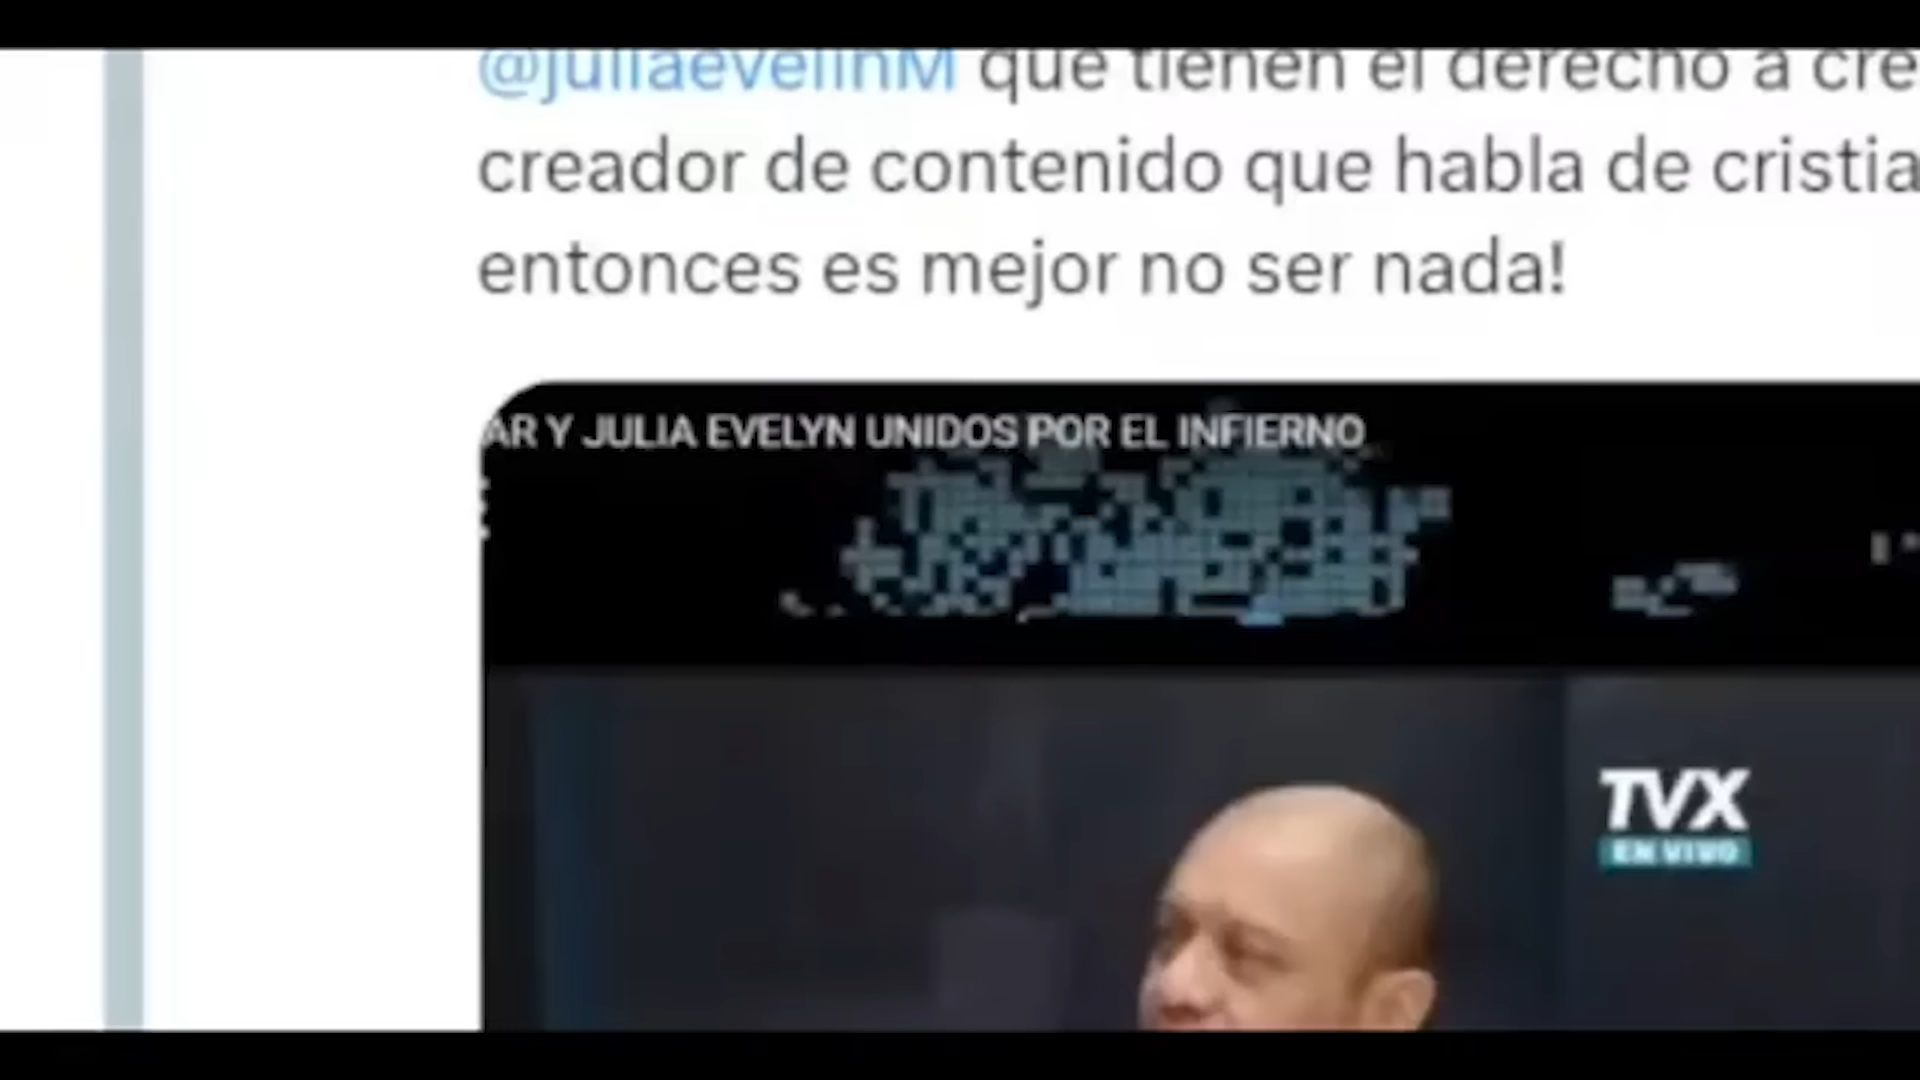 @juliaevelinM que tienen el derecho a cre
creador de contenido que habla de cristia
entonces es mejor no ser nada!
AR Y JULIA EVELYN UNIDOS POR EL INFIERNO
TVX
EN VIVO